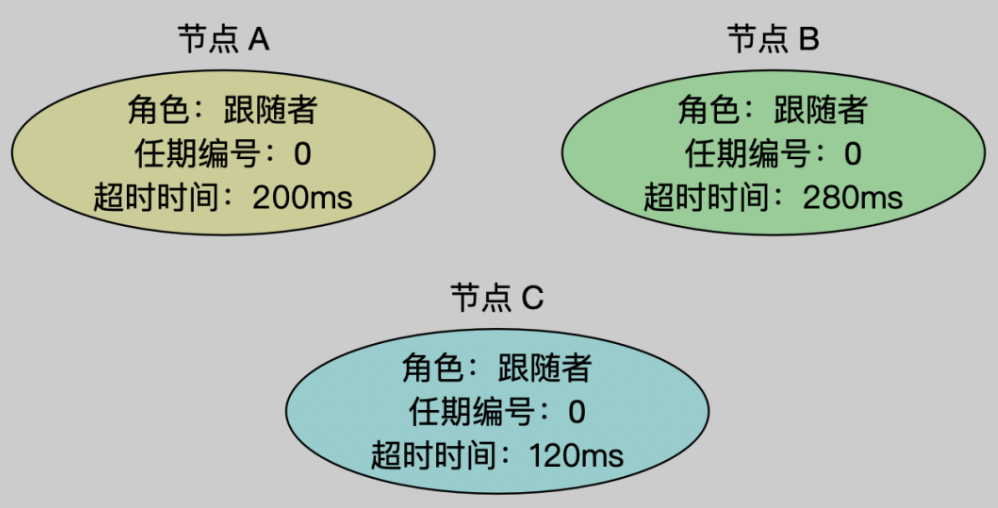 节点 A
角色：跟随者
任期编号：0
超时时间：200ms
节点 B
角色：跟随者
任期编号：0
超时时间：280ms
节点 C
角色：跟随者
任期编号：0
超时时间：120ms